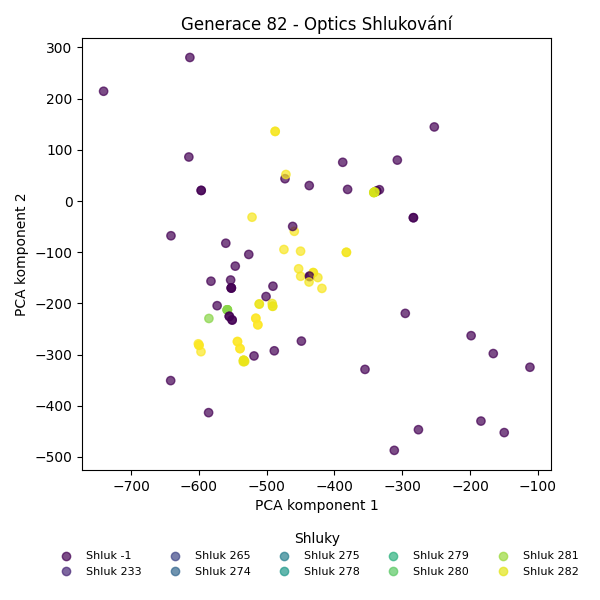 Generace 82 - Optics Shlukování
300
200
100
0
−100
−200
−300
−400
−500
PCA komponent 2
−700 −600 −500 −400 −300 −200 −100
PCA komponent 1
Shluky
Shluk -1 Shluk 265 Shluk 275 Shluk 279 Shluk 281
Shluk 233 Shluk 274 Shluk 278 Shluk 280 Shluk 282